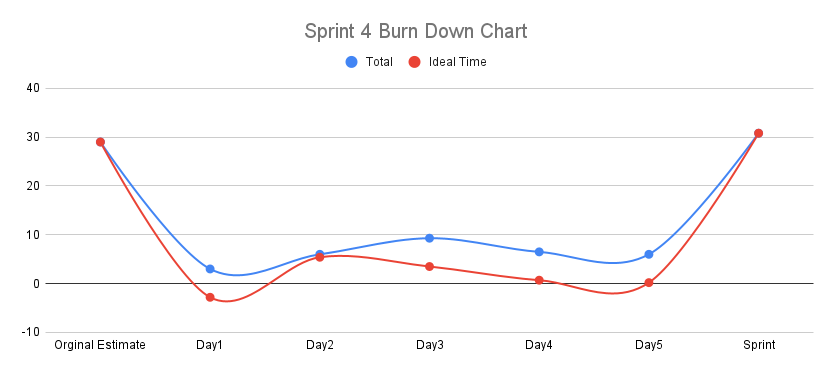 Sprint 4 Burn Down Chart
Total Ideal Time
40
30
20
10
0
-10
Orginal Estimate Day1 Day2 Day3 Day4 Day5 Sprint